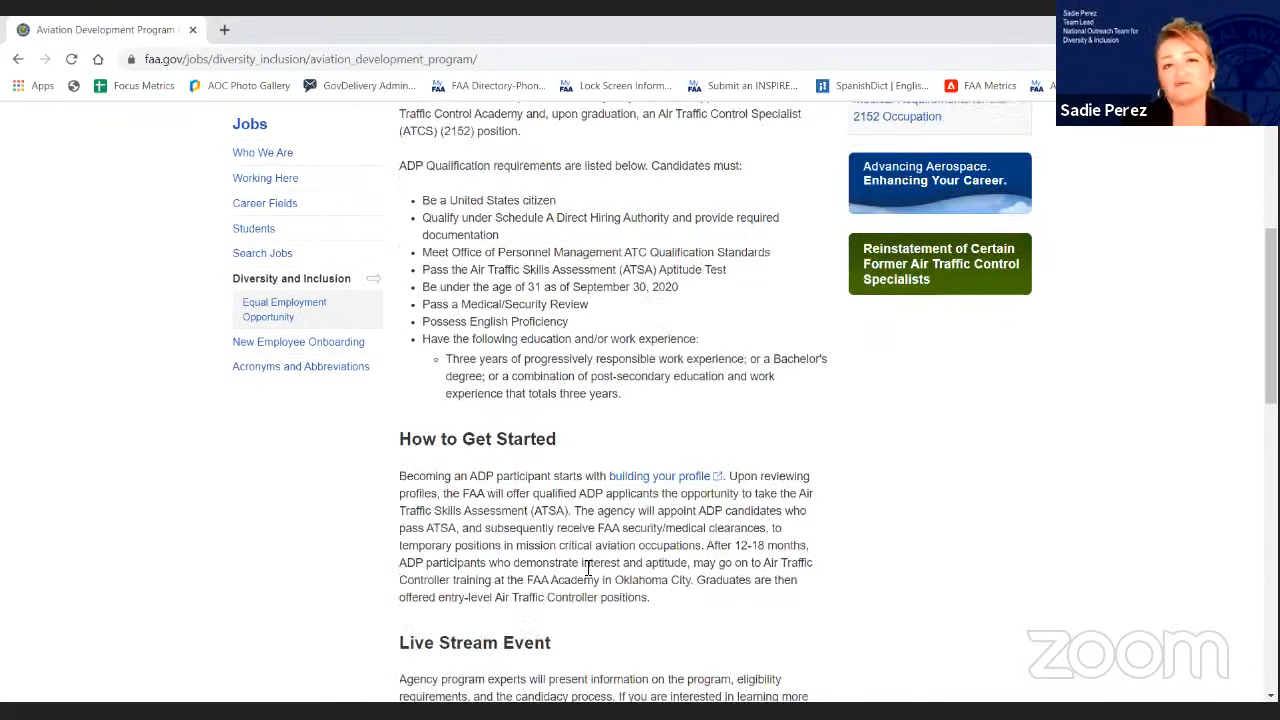 Aviation Development Program (
faa.gov/jobs/diversity_inclusion/aviation_development_program/
Apps
Focus Metrics
AOC Photo Gallery
GovDelivery Admin...
FAA Directory-Phon...
Lock Screen Inform...
Submit an INSPIRE...
SpanishDict | Engli...
FAA Metrics
Sadie Perez
Team Lead
National Outreach Team for
Diversity & Inclusion
Sadie Perez
Jobs
Who We Are
Working Here
Career Fields
Students
Search Jobs
Diversity and Inclusion
Equal Employment
Opportunity
New Employee Onboarding
Acronyms and Abbreviations
Traffic Control Academy and, upon graduation, an Air Traffic Control Specialist
(ATCS) (2152) position.
ADP Qualification requirements are listed below. Candidates must:
• Be a United States citizen
• Qualify under Schedule A Direct Hiring Authority and provide required
documentation
• Meet Office of Personnel Management ATC Qualification Standards
• Pass the Air Traffic Skills Assessment (ATSA) Aptitude Test
• Be under the age of 31 as of September 30, 2020
• Pass a Medical/Security Review
• Possess English Proficiency
• Have the following education and/or work experience:
◦ Three years of progressively responsible work experience; or a Bachelor's
degree; or a combination of post-secondary education and work
experience that totals three years.
How to Get Started
Becoming an ADP participant starts with building your profile. Upon reviewing
profiles, the FAA will offer qualified ADP applicants the opportunity to take the Air
Traffic Skills Assessment (ATSA). The agency will appoint ADP candidates who
pass ATSA, and subsequently receive FAA security/medical clearances, to
temporary positions in mission critical aviation occupations. After 12-18 months,
ADP participants who demonstrate interest and aptitude, may go on to Air Traffic
Controller training at the FAA Academy in Oklahoma City. Graduates are then
offered entry-level Air Traffic Controller positions.
Live Stream Event
Agency program experts will present information on the program, eligibility
requirements, and the candidacy process. If you are interested in learning more
2152 Occupation
Advancing Aerospace.
Enhancing Your Career.
Reinstatement of Certain
Former Air Traffic Control
Specialists
zoom